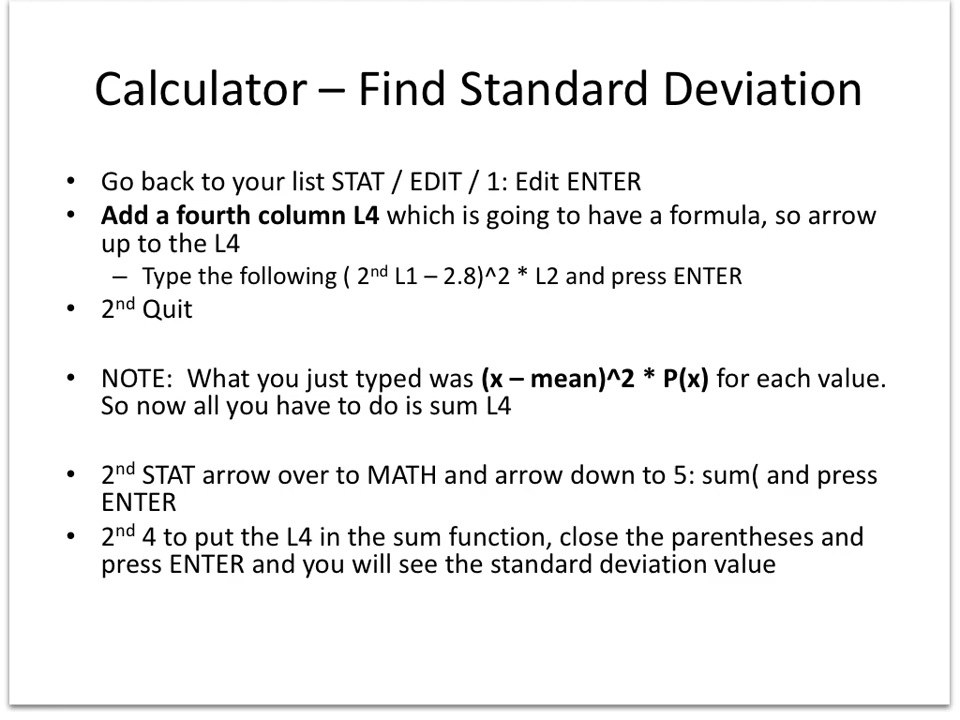 Calculator – Find Standard Deviation
• Go back to your list STAT / EDIT / 1: Edit ENTER
• Add a fourth column L4 which is going to have a formula, so arrow
up to the L4
– Type the following ( 2nd L1 – 2.8)^2 * L2 and press ENTER
• 2nd Quit
• NOTE:  What you just typed was (x – mean)^2 * P(x) for each value.
So now all you have to do is sum L4
• 2nd STAT arrow over to MATH and arrow down to 5: sum( and press
ENTER
• 2nd 4 to put the L4 in the sum function, close the parentheses and
press ENTER and you will see the standard deviation value